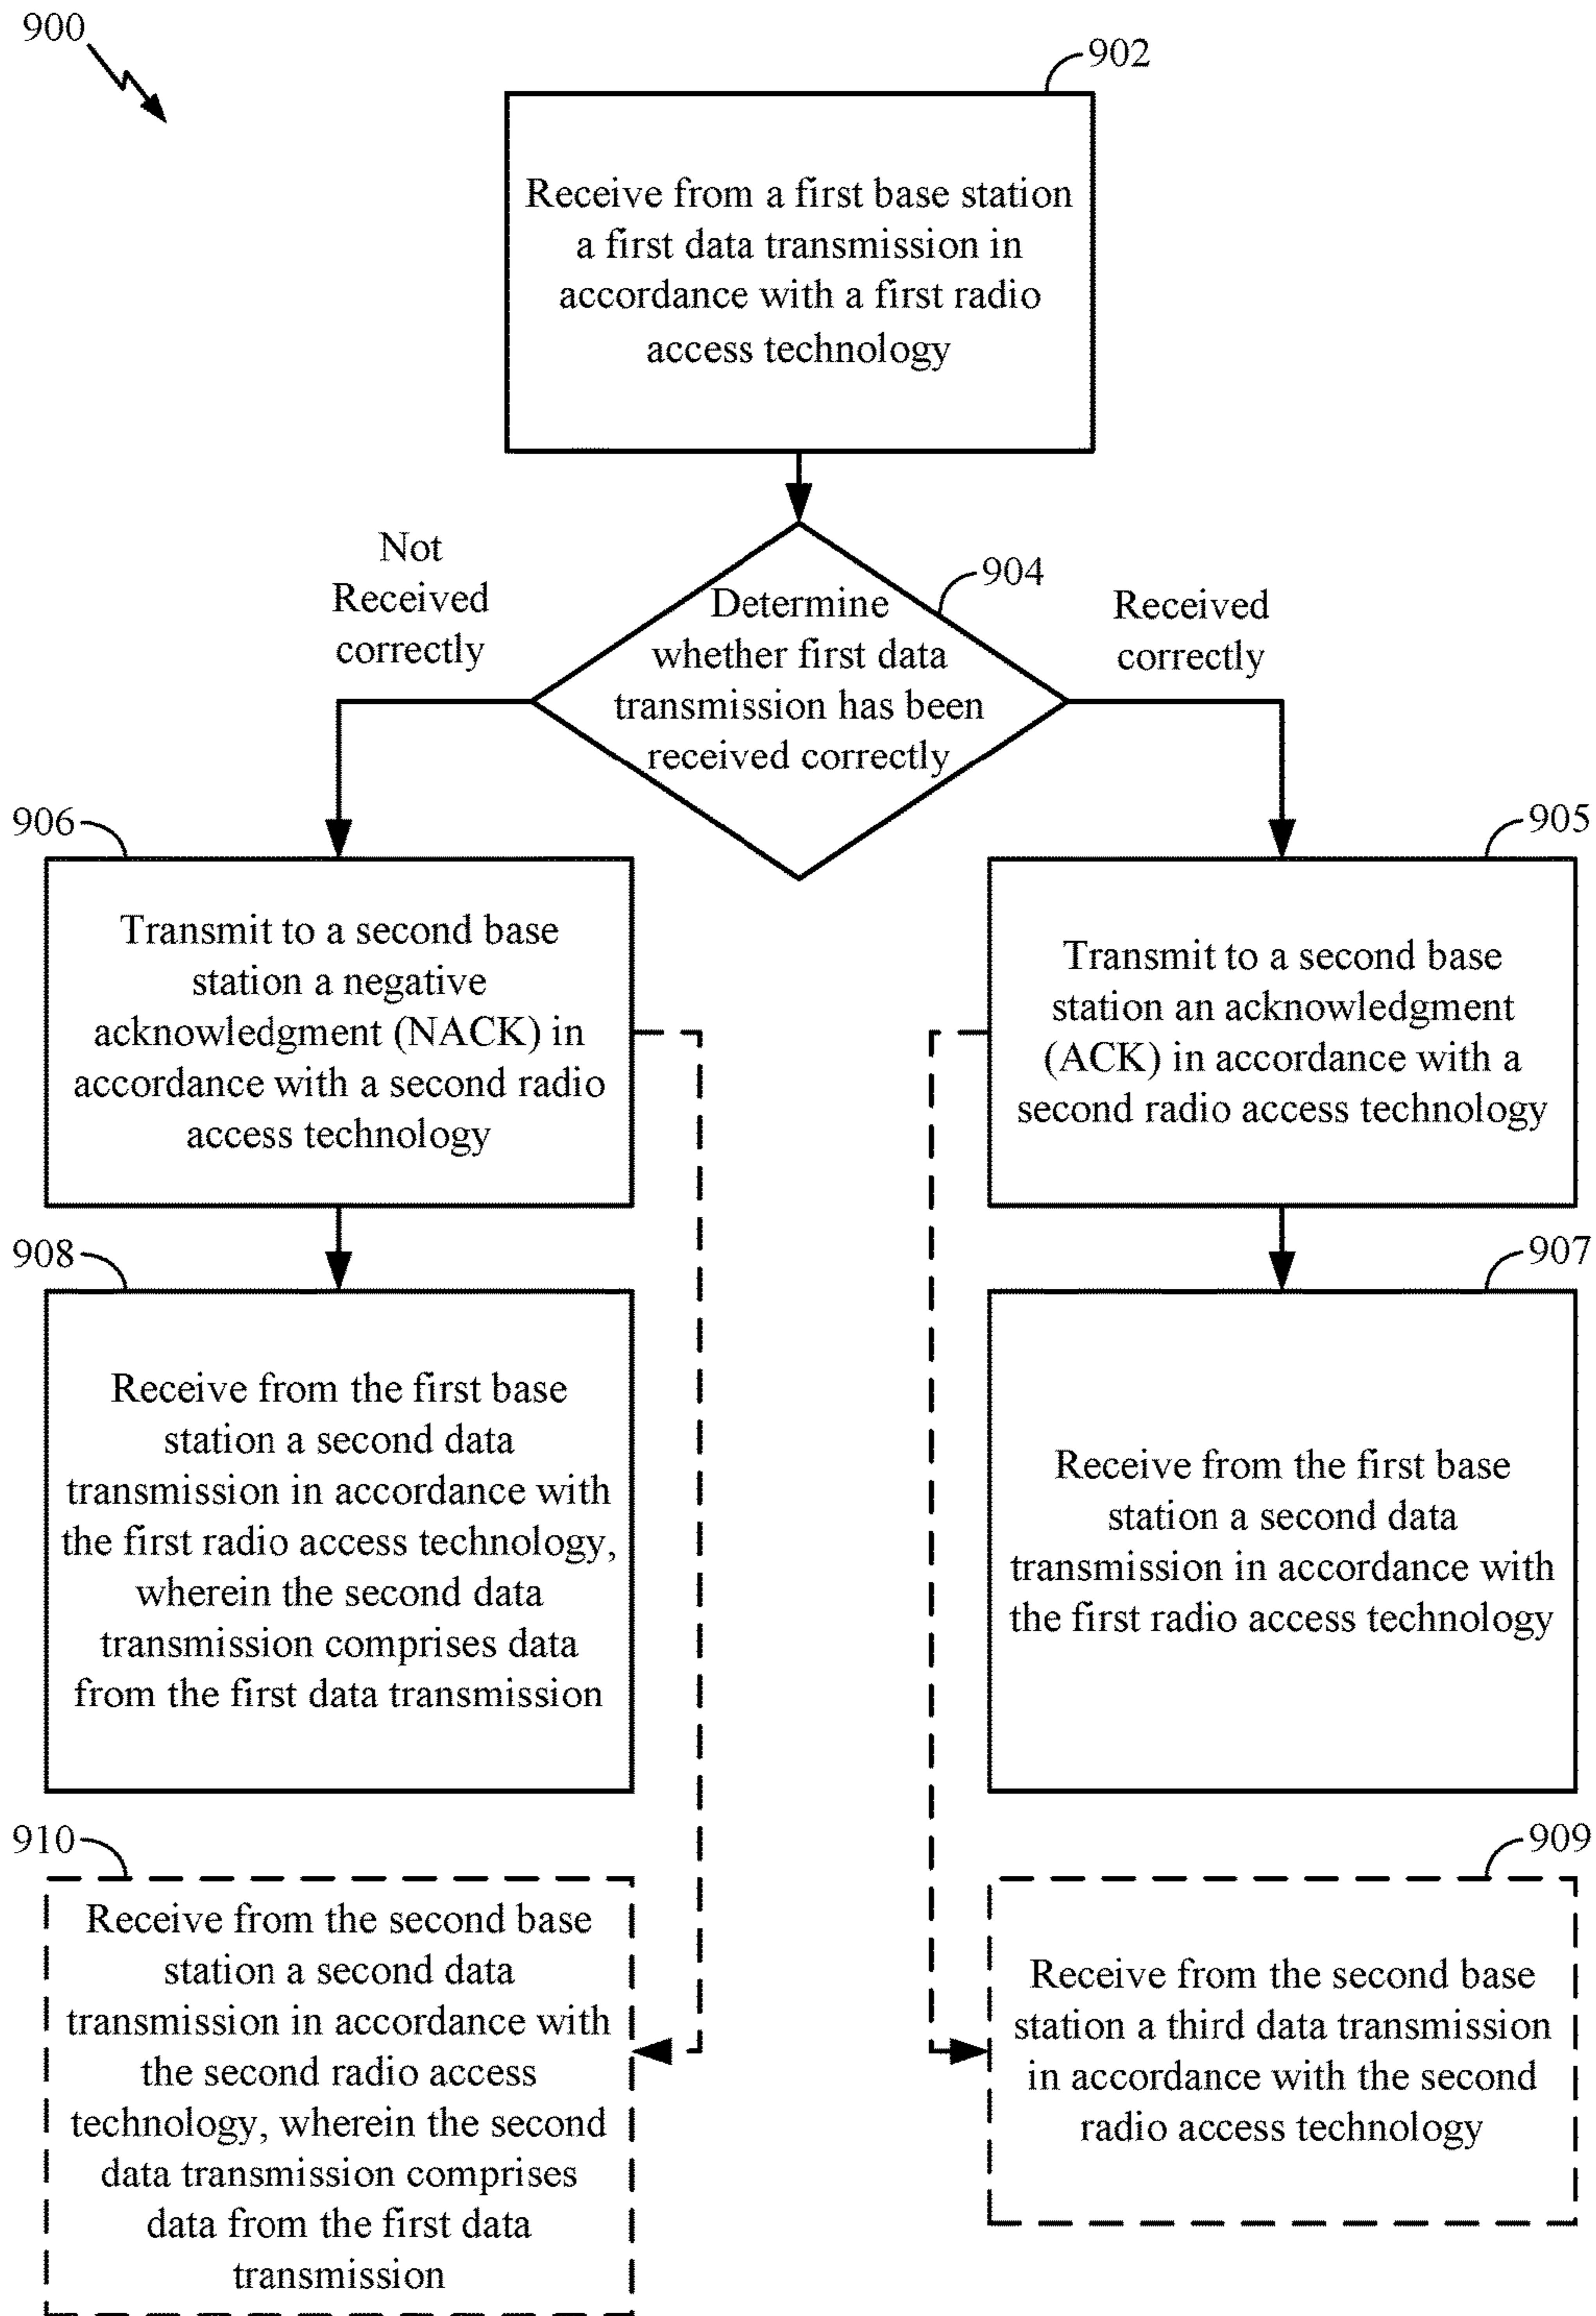 900
902
Receive from a first base station
a first data transmission in
accordance with a first radio
access technology
904
Determine
whether first data
transmission has been
received correctly
Not
Received
correctly
Received
correctly
906
Transmit to a second base
station a negative
acknowledgment (NACK) in
accordance with a second radio
access technology
905
Transmit to a second base
station an acknowledgment
(ACK) in accordance with a
second radio access technology
908
Receive from the first base
station a second data
transmission in accordance with
the first radio access technology,
wherein the second data
transmission comprises data
from the first data transmission
907
Receive from the first base
station a second data
transmission in accordance with
the first radio access technology
910
Receive from the second base
station a second data
transmission in accordance with
the second radio access
technology, wherein the second
data transmission comprises
data from the first data
transmission
909
Receive from the second base
station a third data transmission
in accordance with the second
radio access technology